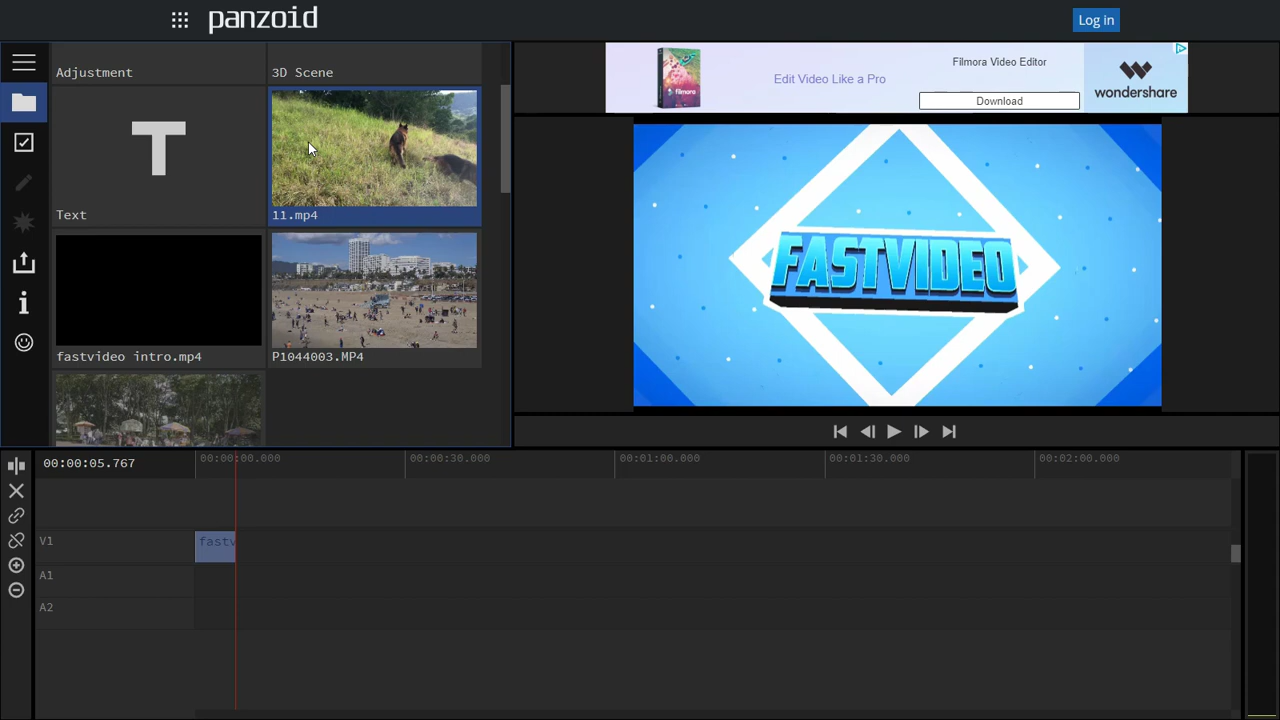 panzoid
Log in
Adjustment
3D Scene
Filmora Video Editor
Edit Video Like a Pro
filmora
Download
wondershare
T
Text
11.mp4
fastvideo intro.mp4
P1044003.MP4
FASTVIDEO
00:00:05.767
00:00:00.000
00:00:30.000
00:01:00.000
00:01:30.000
00:02:00.000
V1
fastv
A1
A2